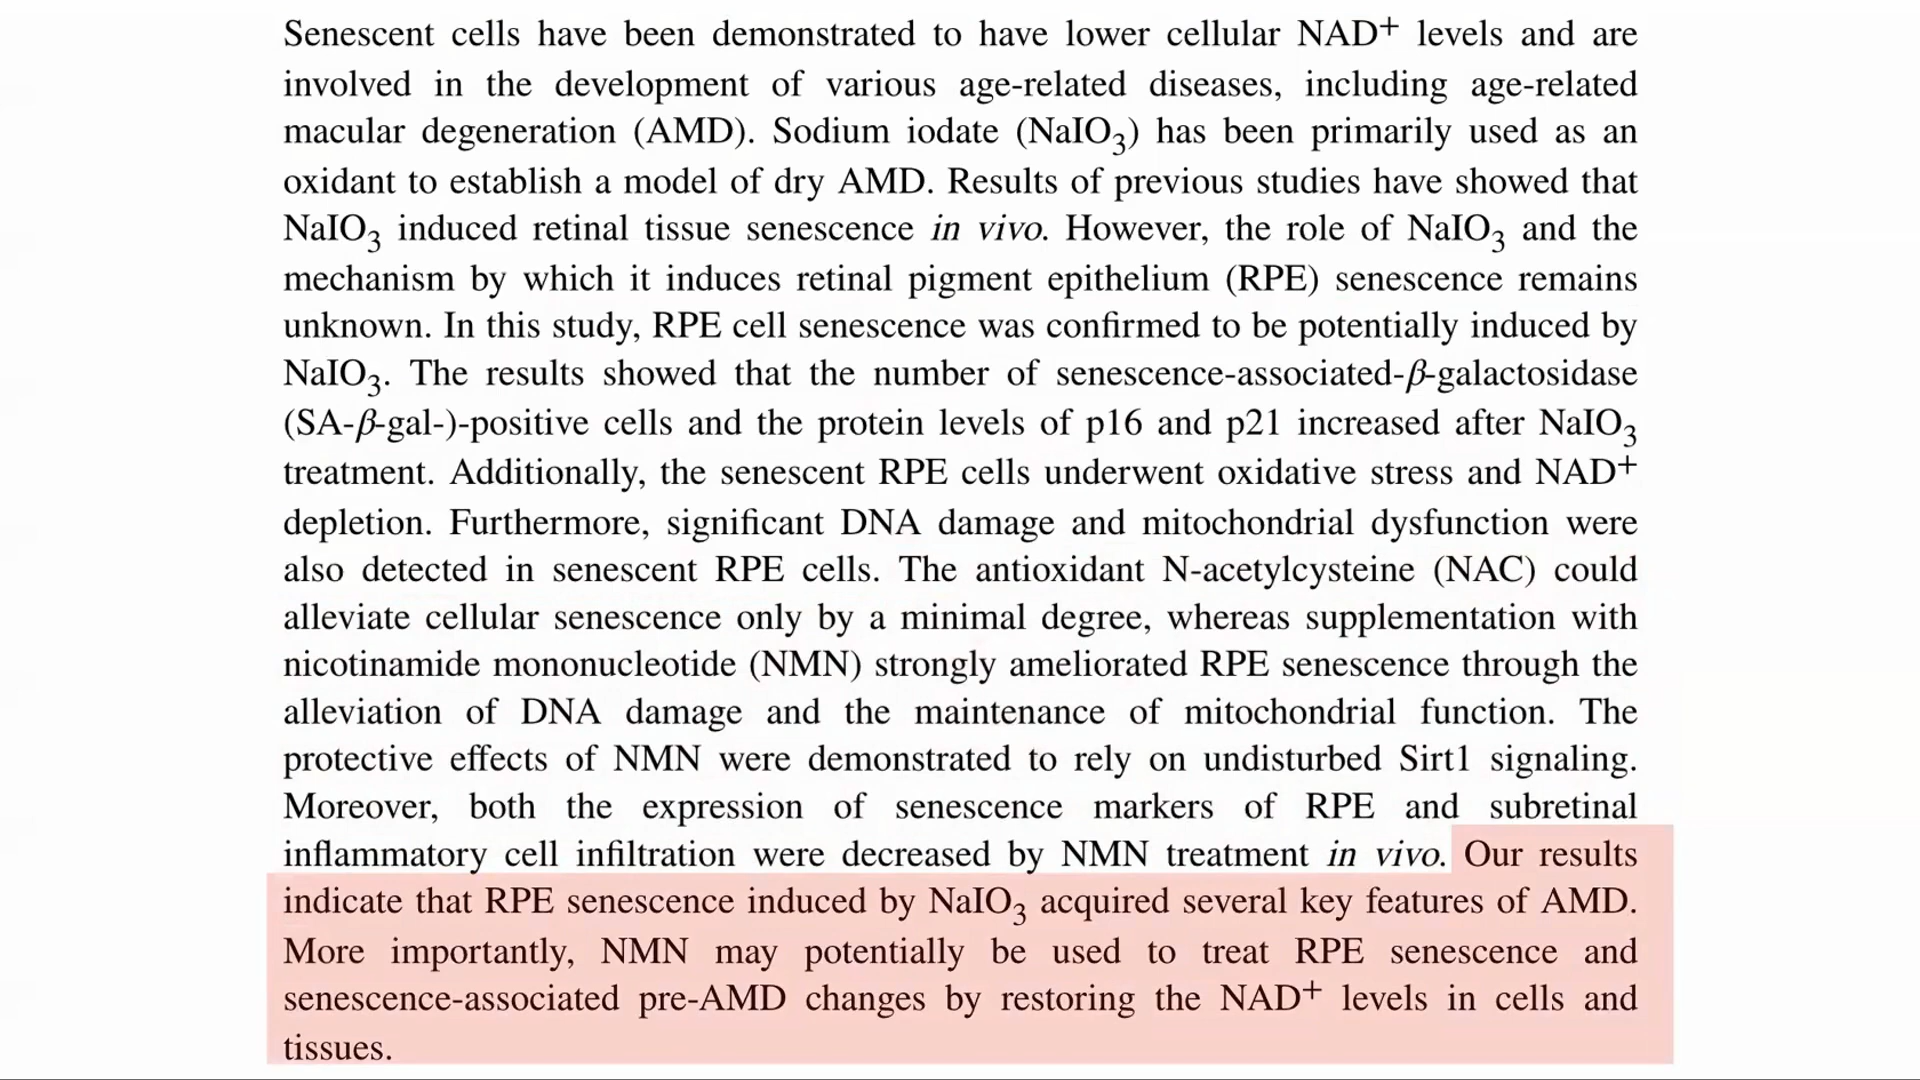 Senescent cells have been demonstrated to have lower cellular NAD⁺ levels and are
involved in the development of various age-related diseases, including age-related
macular degeneration (AMD). Sodium iodate (NaIO₃) has been primarily used as an
oxidant to establish a model of dry AMD. Results of previous studies have showed that
NaIO₃ induced retinal tissue senescence in vivo. However, the role of NaIO₃ and the
mechanism by which it induces retinal pigment epithelium (RPE) senescence remains
unknown. In this study, RPE cell senescence was confirmed to be potentially induced by
NaIO₃. The results showed that the number of senescence-associated-β-galactosidase
(SA-β-gal-)-positive cells and the protein levels of p16 and p21 increased after NaIO₃
treatment. Additionally, the senescent RPE cells underwent oxidative stress and NAD⁺
depletion. Furthermore, significant DNA damage and mitochondrial dysfunction were
also detected in senescent RPE cells. The antioxidant N-acetylcysteine (NAC) could
alleviate cellular senescence only by a minimal degree, whereas supplementation with
nicotinamide mononucleotide (NMN) strongly ameliorated RPE senescence through the
alleviation of DNA damage and the maintenance of mitochondrial function. The
protective effects of NMN were demonstrated to rely on undisturbed Sirt1 signaling.
Moreover, both the expression of senescence markers of RPE and subretinal
inflammatory cell infiltration were decreased by NMN treatment in vivo. Our results
indicate that RPE senescence induced by NaIO₃ acquired several key features of AMD.
More importantly, NMN may potentially be used to treat RPE senescence and
senescence-associated pre-AMD changes by restoring the NAD⁺ levels in cells and
tissues.